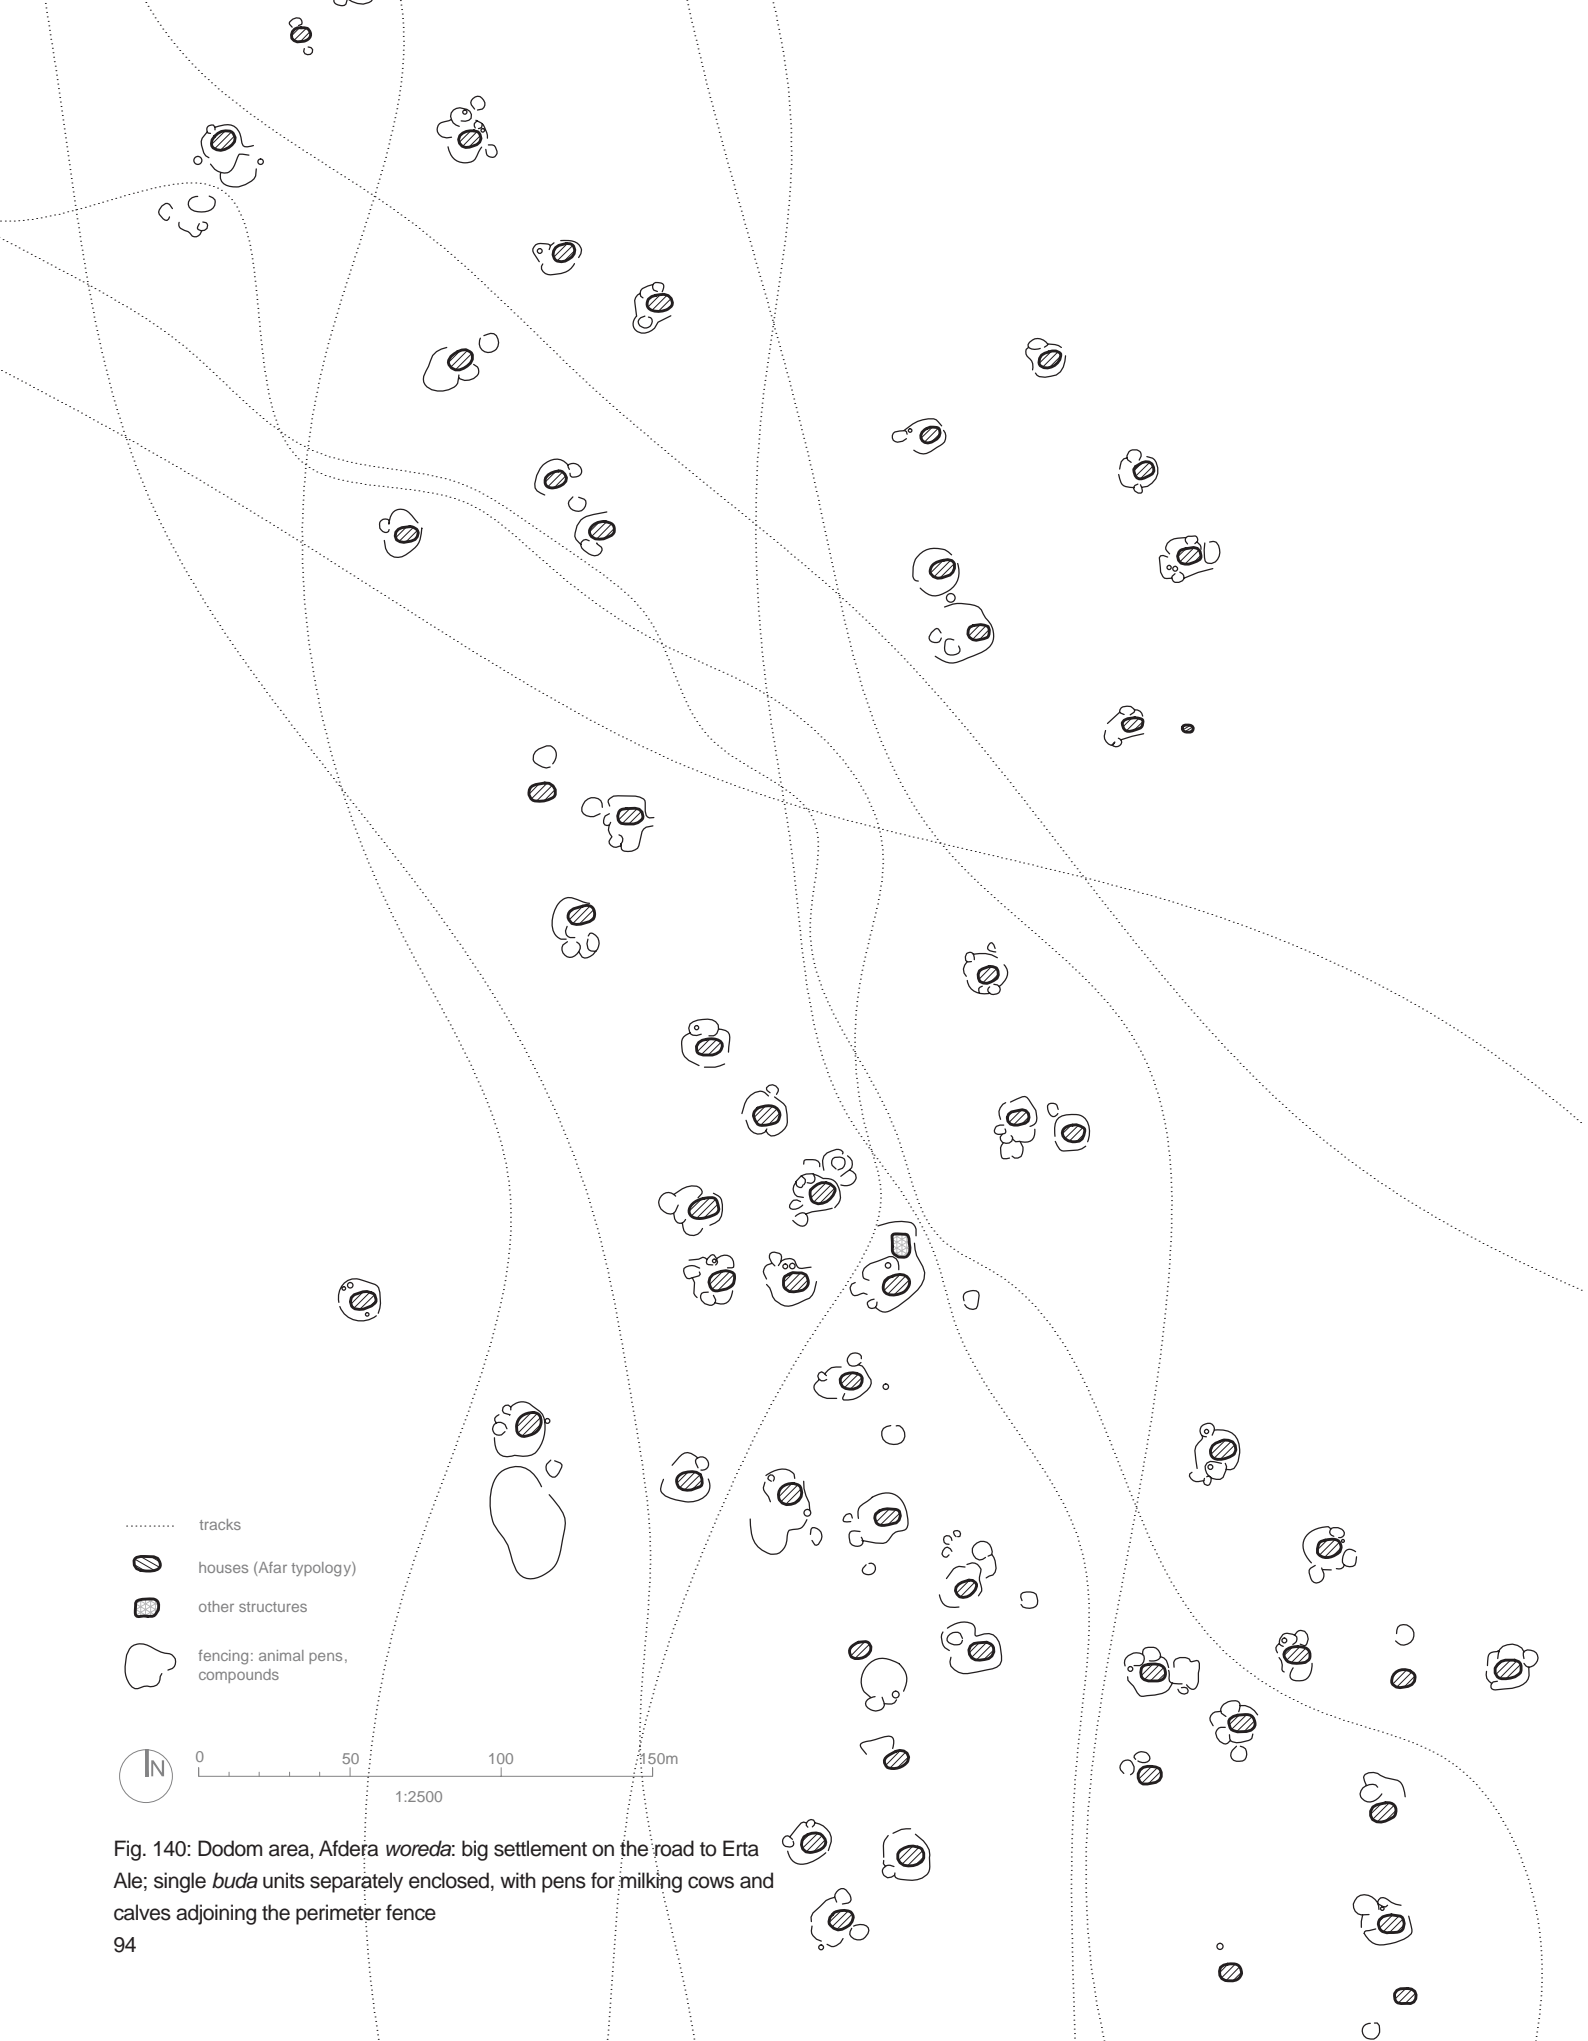 tracks
houses (Afar typology)
other structures
fencing: animal pens,
compounds
N
0 50 100 150m
1:2500
Fig. 140: Dodom area, Afdera woreda: big settlement on the road to Erta
Ale; single buda units separately enclosed, with pens for milking cows and
calves adjoining the perimeter fence
94